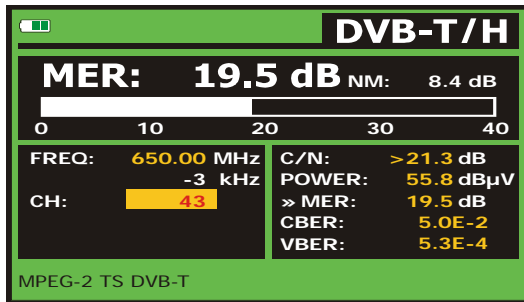 DVB-T/H
MER: 19.5 dB NM: 8.4 dB
0 10 20 30 40
FREQ: 650.00 MHz
-3 kHz
CH: 43
C/N: >21.3 dB
POWER: 55.8 dBµV
» MER: 19.5 dB
CBER: 5.0E-2
VBER: 5.3E-4
MPEG-2 TS DVB-T